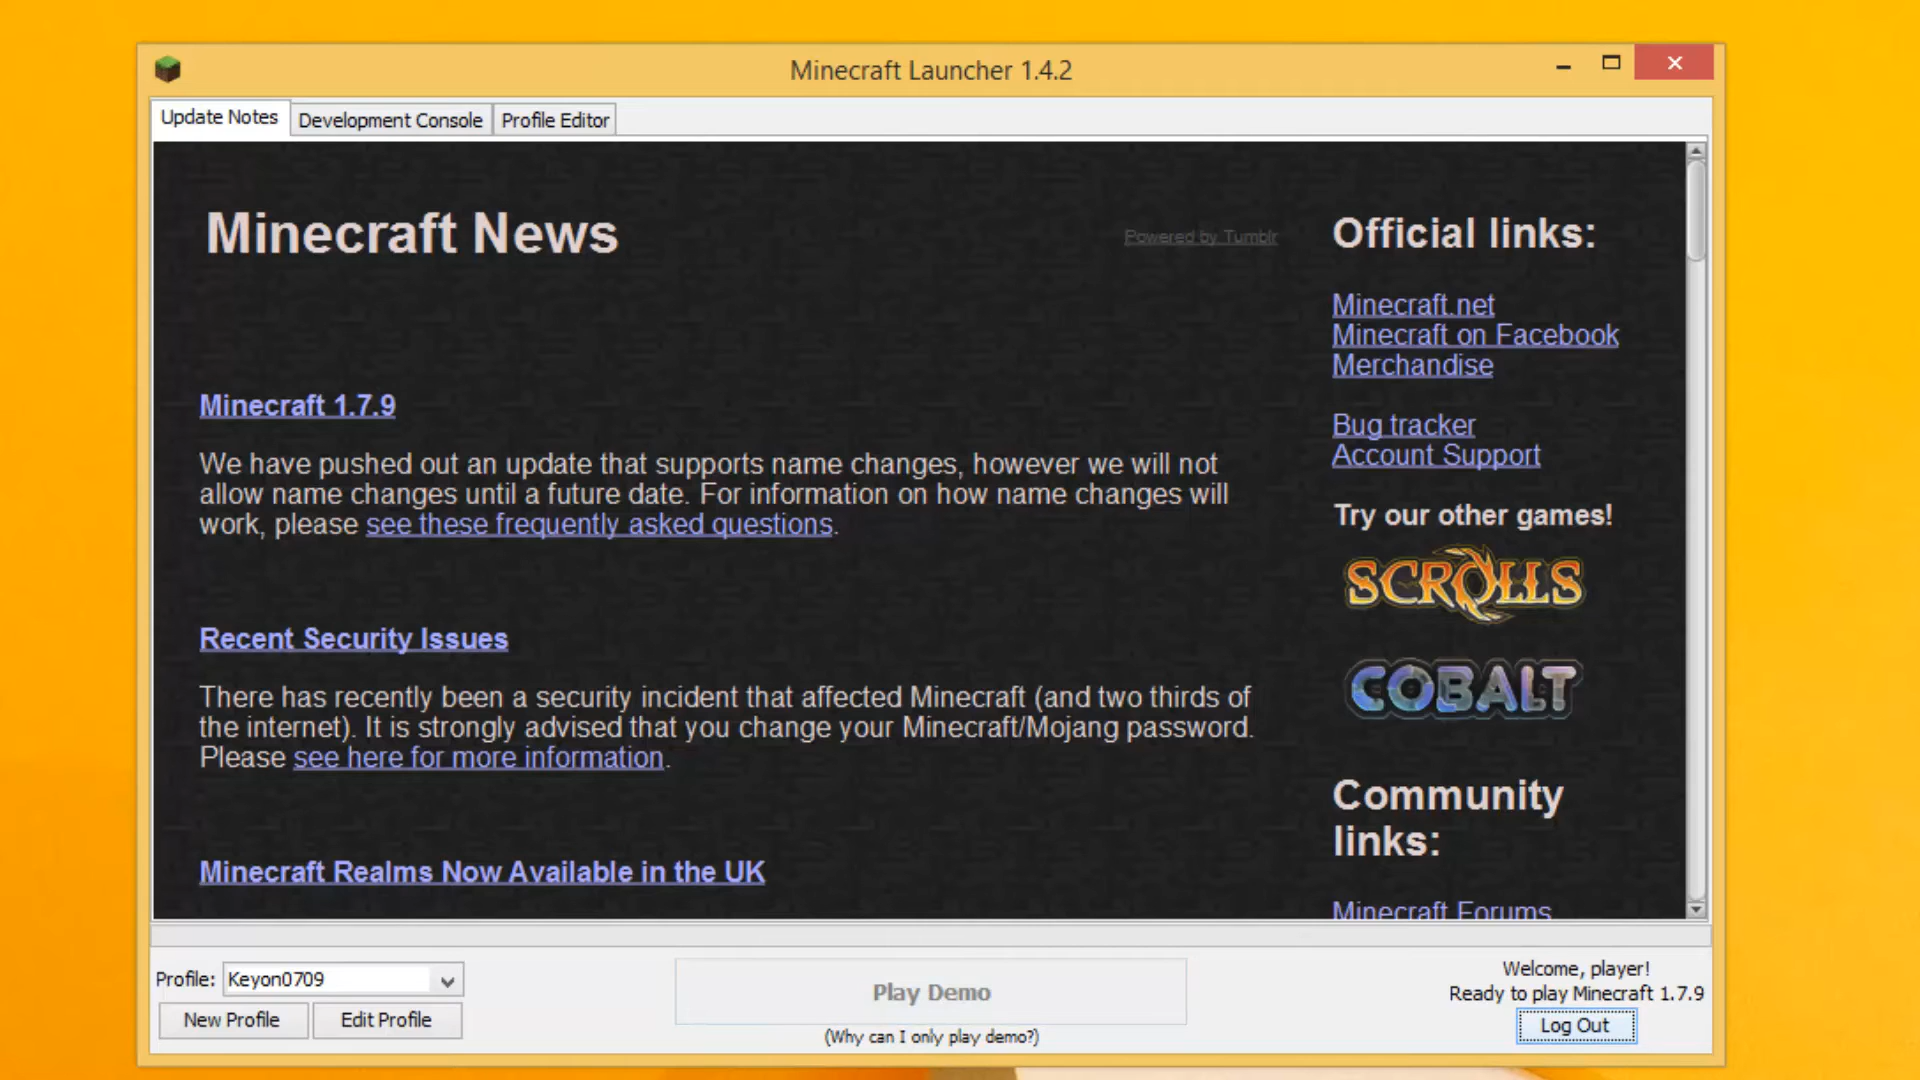 Minecraft Launcher 1.4.2
Update Notes
Development Console
Profile Editor
Minecraft News
Powered by Tumblr
Minecraft 1.7.9
We have pushed out an update that supports name changes, however we will not
allow name changes until a future date. For information on how name changes will
work, please see these frequently asked questions.
Recent Security Issues
There has recently been a security incident that affected Minecraft (and two thirds of
the internet). It is strongly advised that you change your Minecraft/Mojang password.
Please see here for more information.
Minecraft Realms Now Available in the UK
Official links:
Minecraft.net
Minecraft on Facebook
Merchandise
Bug tracker
Account Support
Try our other games!
SCROLLS
COBALT
Community
links:
Minecraft Forums
Profile: Keyon0709
New Profile
Edit Profile
Play Demo
(Why can I only play demo?)
Welcome, player!
Ready to play Minecraft 1.7.9
Log Out